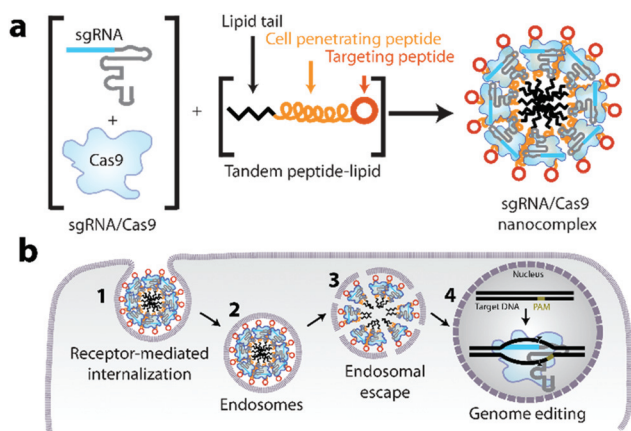 a
sgRNA
+
Cas9
sgRNA/Cas9
+
Lipid tail
Cell penetrating peptide
Targeting peptide
Tandem peptide-lipid
sgRNA/Cas9
nanocomplex
b
1
Receptor-mediated
internalization
2
Endosomes
3
Endosomal
escape
4
Nucleus
Target DNA
PAM
Genome editing